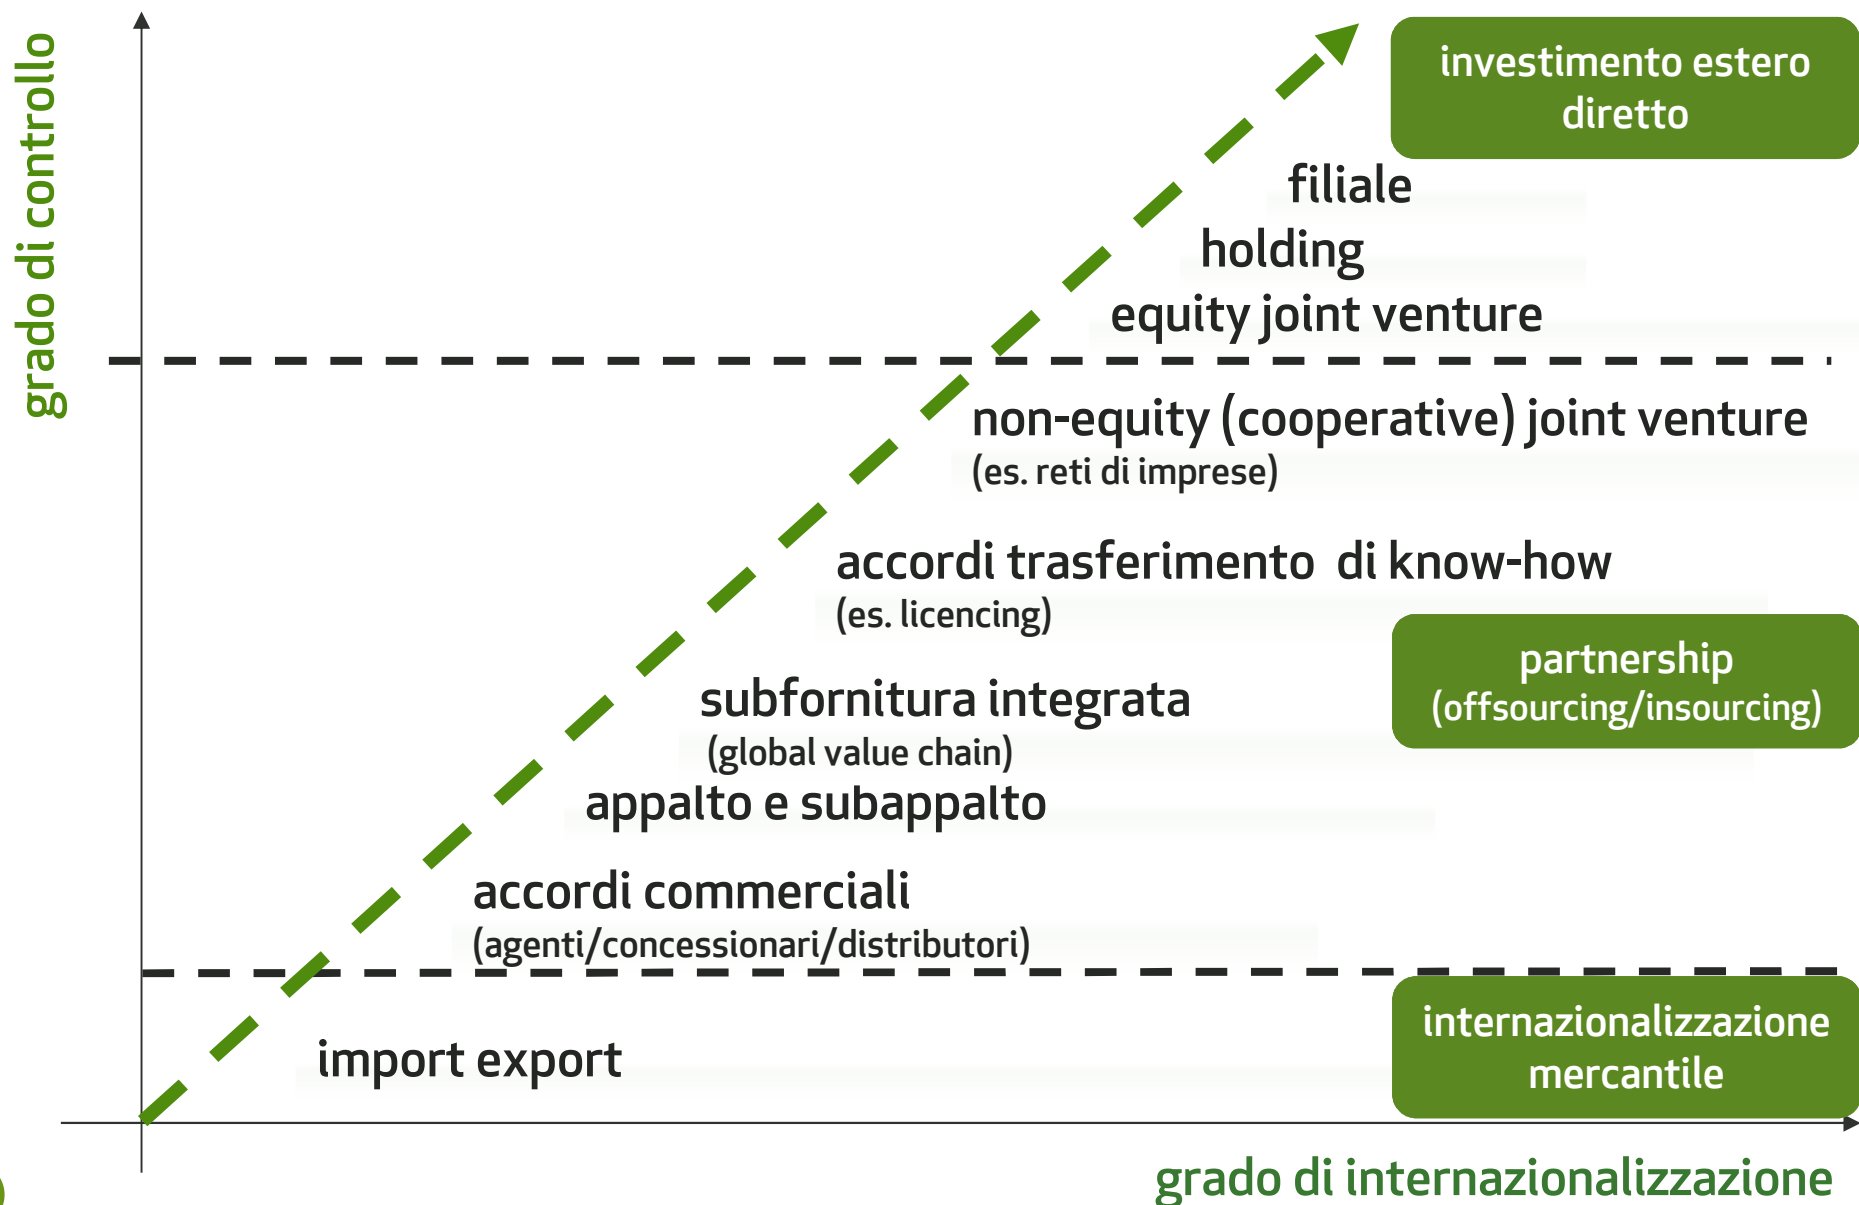 grado di controllo
investimento estero
diretto
filiale
holding
equity joint venture
non-equity (cooperative) joint venture
(es. reti di imprese)
accordi trasferimento di know-how
(es. licencing)
partnership
(offsourcing/insourcing)
subfornitura integrata
(global value chain)
appalto e subappalto
accordi commerciali
(agenti/concessionari/distributori)
internazionalizzazione
mercantile
import export
grado di internazionalizzazione